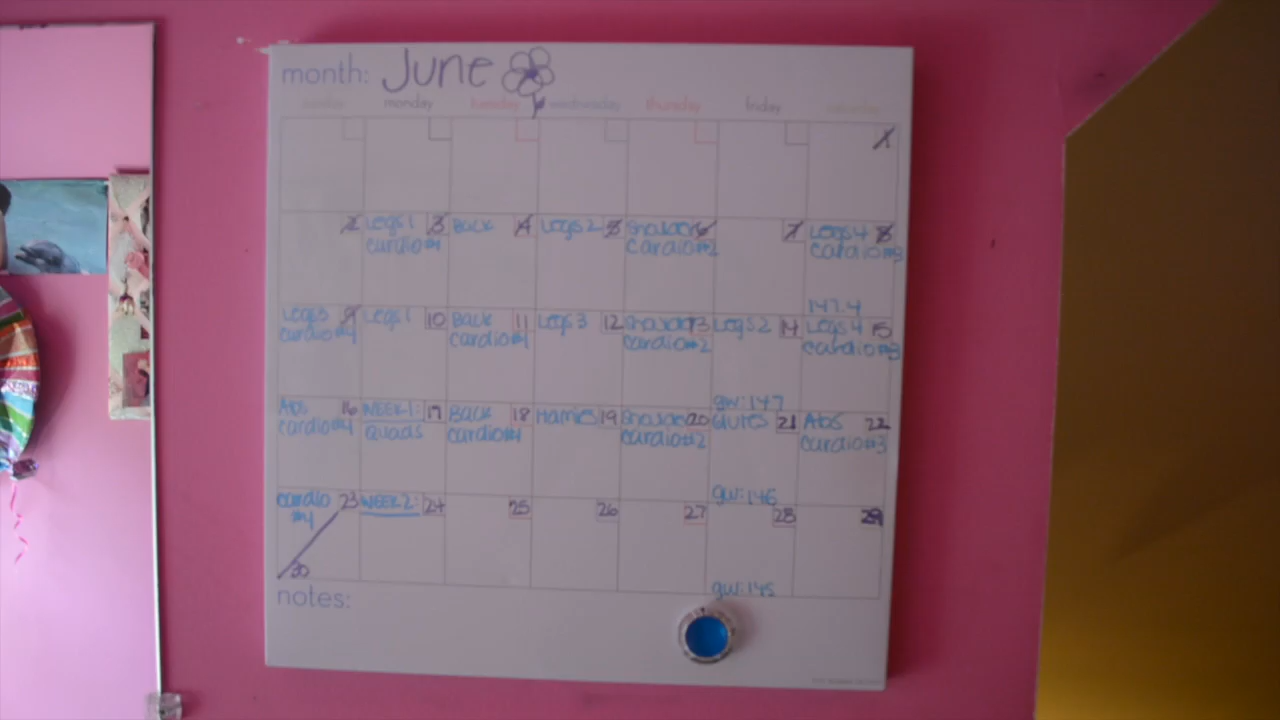 month: June
sunday monday tuesday wednesday thursday friday saturday
1
2 Legs 1 3 Back 4 Legs 2 5 6 7 Legs 4 8
cardio#1 cardio#2 cardio#3
147.4
Legs 9 Legs 1 10 Back 11 Legs 3 12 13 Legs 2 14 Legs 4 15
cardio#4 cardio#1 cardio#2 cardio#3
gw: 147
Abs 16 WEEK 1: 17 Back 18 Hamies 19 20 Glutes 21 Abs 22
cardio#4 Quads cardio#1 cardio#2 cardio#3
gw: 146
cardio 23 WEEK 2: 24 25 26 27 28 29
#4
30
gw: 145
notes: